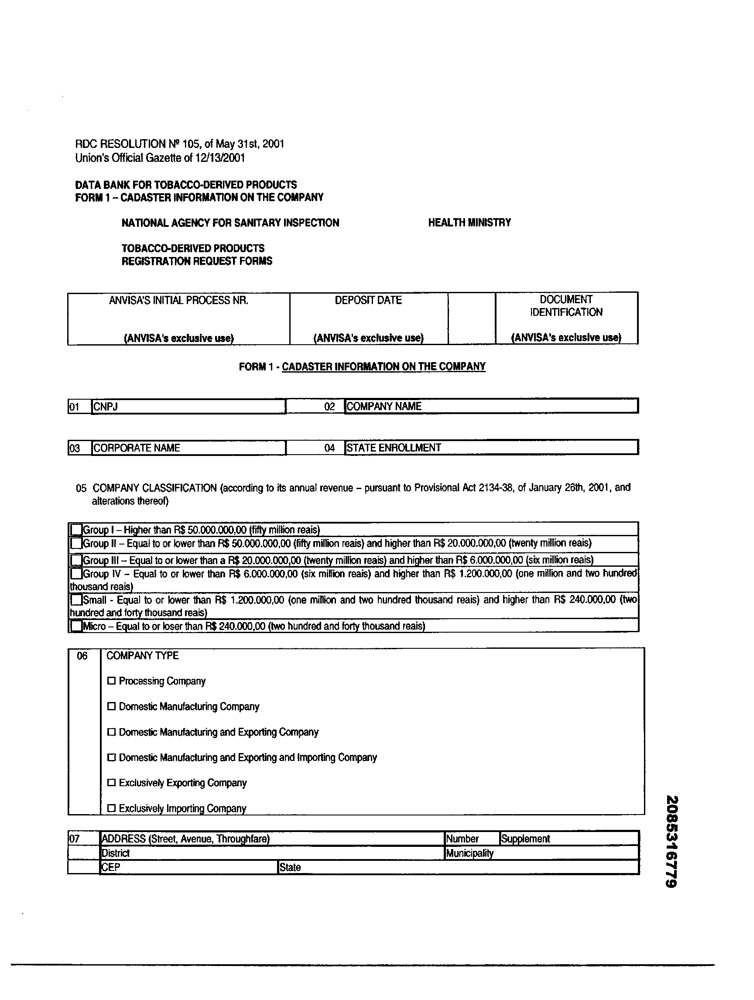 RDC RESOLUTION Nº 105, of May 31st, 2001
Union's Official Gazette of 12/13/2001
DATA BANK FOR TOBACCO-DERIVED PRODUCTS
FORM 1 – CADASTER INFORMATION ON THE COMPANY
NATIONAL AGENCY FOR SANITARY INSPECTION HEALTH MINISTRY
TOBACCO-DERIVED PRODUCTS
REGISTRATION REQUEST FORMS
ANVISA'S INITIAL PROCESS NR. DEPOSIT DATE DOCUMENT
IDENTIFICATION
(ANVISA's exclusive use) (ANVISA's exclusive use) (ANVISA's exclusive use)
FORM 1 - CADASTER INFORMATION ON THE COMPANY
01 CNPJ 02 COMPANY NAME
03 CORPORATE NAME 04 STATE ENROLLMENT
05 COMPANY CLASSIFICATION (according to its annual revenue – pursuant to Provisional Act 2134-38, of January 26th, 2001, and
alterations thereof)
Group I – Higher than R$ 50.000.000,00 (fifty million reais)
Group II – Equal to or lower than R$ 50.000.000,00 (fifty million reais) and higher than R$ 20.000.000,00 (twenty million reais)
Group III – Equal to or lower than a R$ 20.000.000,00 (twenty million reais) and higher than R$ 6.000.000,00 (six million reais)
Group IV – Equal to or lower than R$ 6.000.000,00 (six million reais) and higher than R$ 1.200.000,00 (one million and two hundred
thousand reais)
Small - Equal to or lower than R$ 1.200.000,00 (one million and two hundred thousand reais) and higher than R$ 240.000,00 (two
hundred and forty thousand reais)
Micro – Equal to or loser than R$ 240.000,00 (two hundred and forty thousand reais)
06 COMPANY TYPE
☐ Processing Company
☐ Domestic Manufacturing Company
☐ Domestic Manufacturing and Exporting Company
☐ Domestic Manufacturing and Exporting and Importing Company
☐ Exclusively Exporting Company
☐ Exclusively Importing Company
07 ADDRESS (Street, Avenue, Throughfare) Number Supplement
District Municipality
CEP State
2085316779